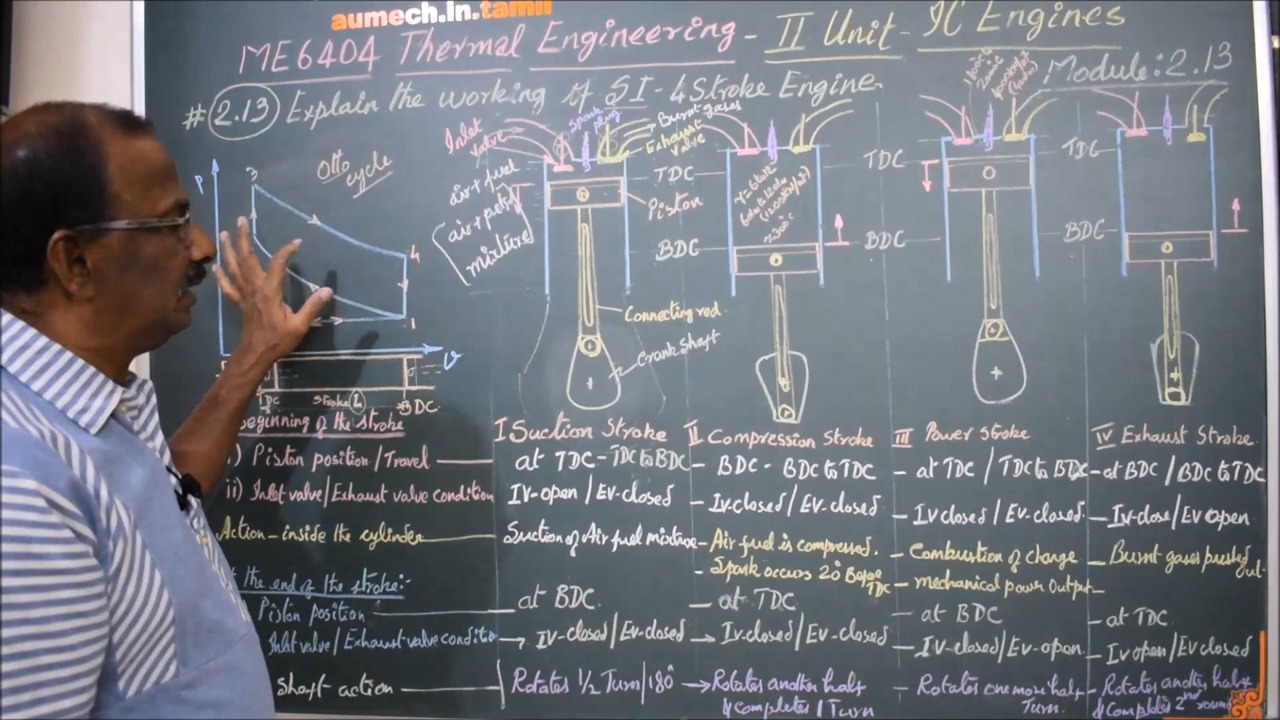 aumech.in.tamil
ME6404 Thermal Engineering - II Unit - IC Engines
Module: 2.13
# 2.13 Explain the working of SI - 4 Stroke Engine.
Otto cycle
P
3
4
1
v
TDC
stroke L
BDC
Inlet valve
Spark plug
Burnt gases
Exhaust valve
air + fuel
air + petrol
mixture
TDC
Piston
BDC
Connecting rod
Crank Shaft
TDC
BDC
TDC
BDC
Beginning of the stroke
i) Piston position / Travel
ii) Inlet valve / Exhaust valve condition
Action - inside the cylinder
the end of the stroke:-
Piston position
Inlet valve / Exhaust valve condition
Shaft action
I Suction Stroke
at TDC - TDC to BDC
IV-open / EV-closed
Suction of Air fuel mixture
at BDC.
IV-closed / EV-closed
Rotates 1/2 Turn / 180°
II Compression Stroke
BDC - BDC to TDC
IV closed / EV-closed
Air fuel is compressed.
Spark occurs 20° Before TDC
at TDC
IV-closed / EV-closed
Rotates another half
& completes 1 Turn
III Power Stroke
at TDC / TDC to BDC
IV closed / EV-closed
Combustion of charge
mechanical power Output
at BDC
IV-closed / EV-open
Rotates one more half
Turn.
IV Exhaust Stroke
at BDC / BDC to TDC
IV-close / EV open
Burnt gases pushed out.
at TDC
IV open / EV closed
Rotates another half
& completes 2nd round